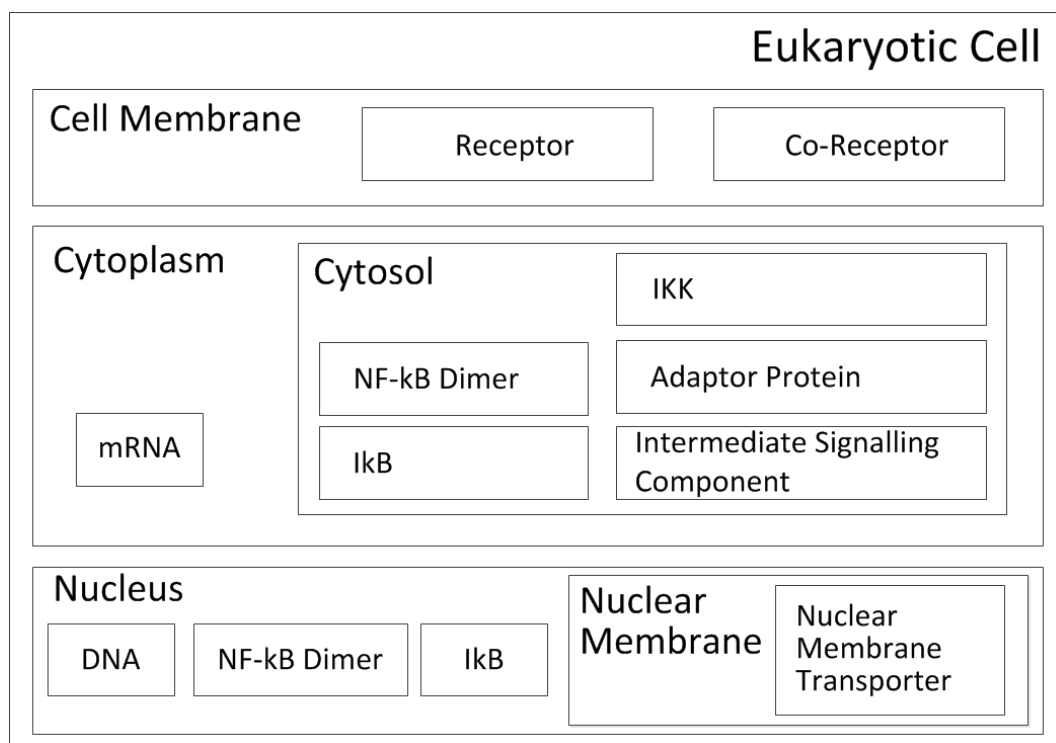 Eukaryotic Cell
Cell Membrane
Receptor
Co-Receptor
Cytoplasm
Cytosol
IKK
NF-kB Dimer
Adaptor Protein
mRNA
IkB
Intermediate Signalling
Component
Nucleus
DNA
NF-kB Dimer
IkB
Nuclear
Membrane
Nuclear
Membrane
Transporter